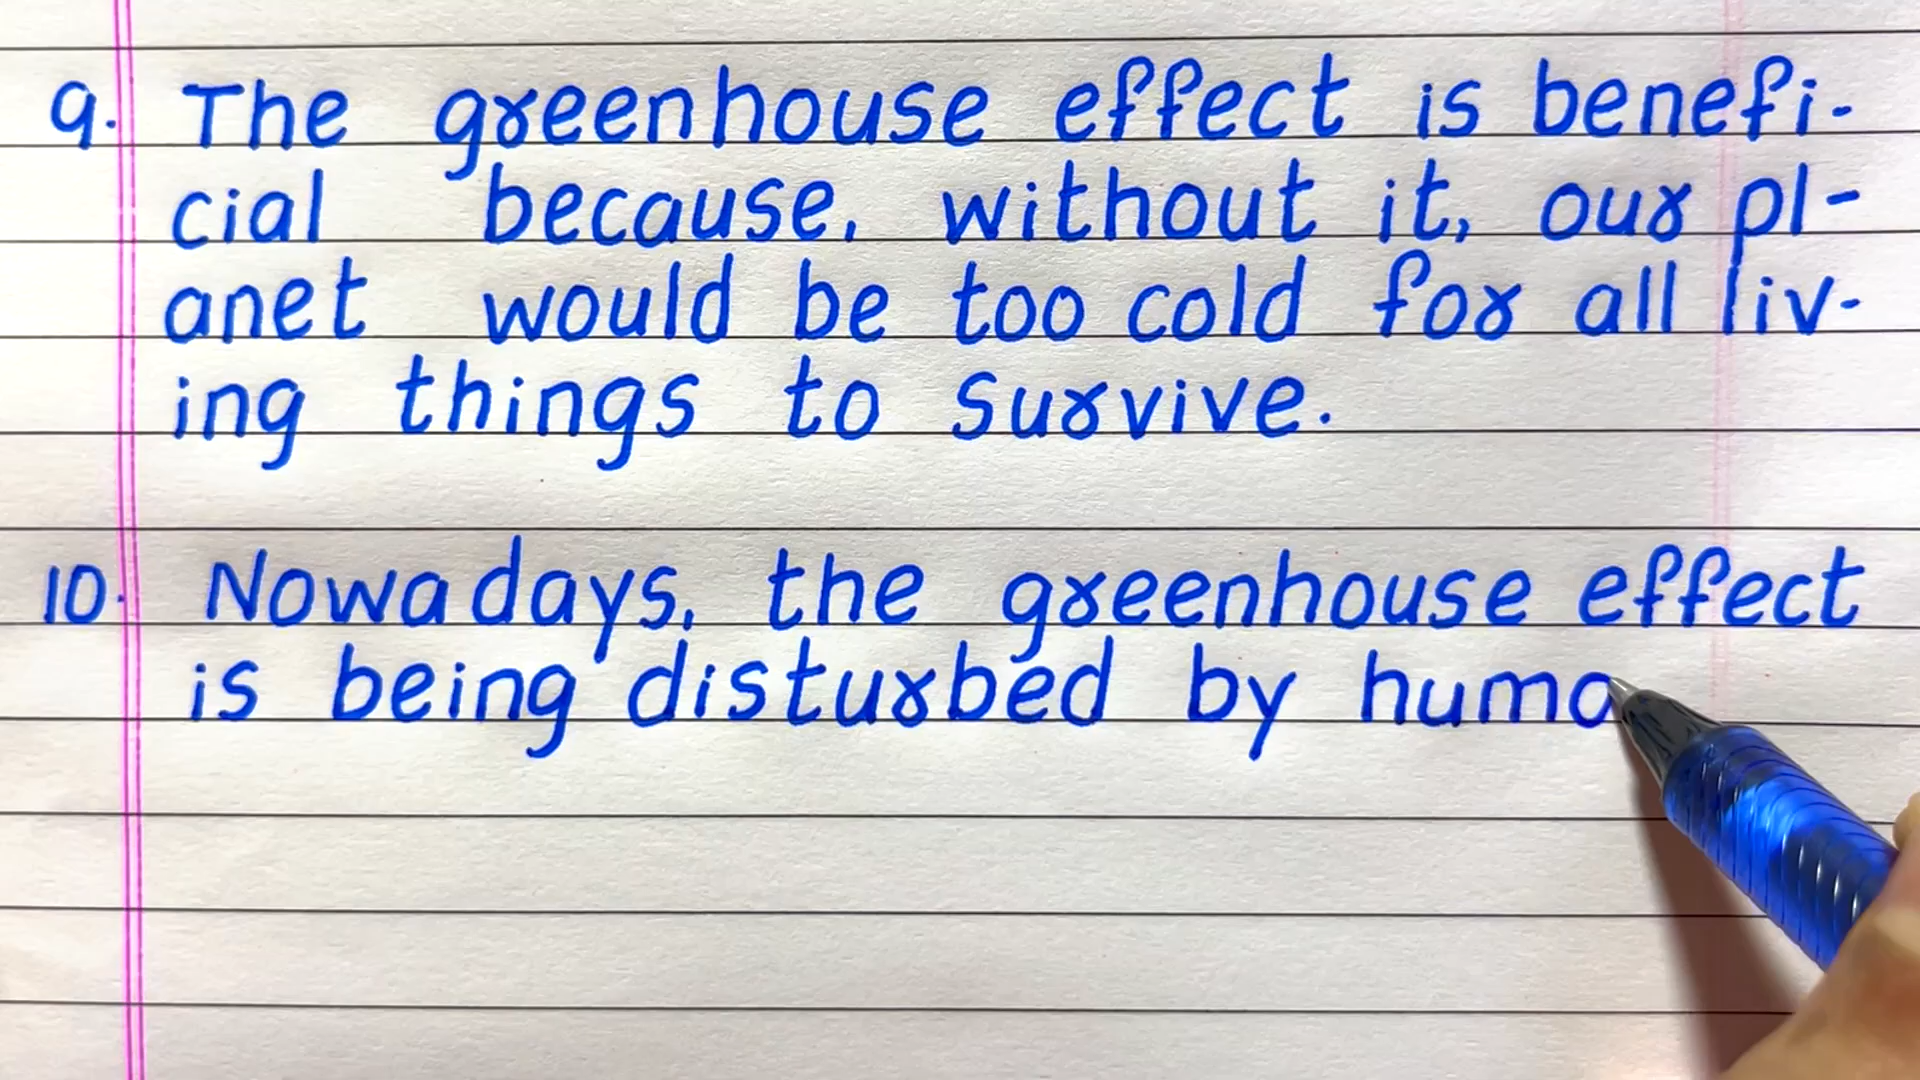 9. The greenhouse effect is benefi-
cial because, without it, our pl-
anet would be too cold for all liv-
ing things to survive.
10. Nowadays, the greenhouse effect
is being disturbed by huma